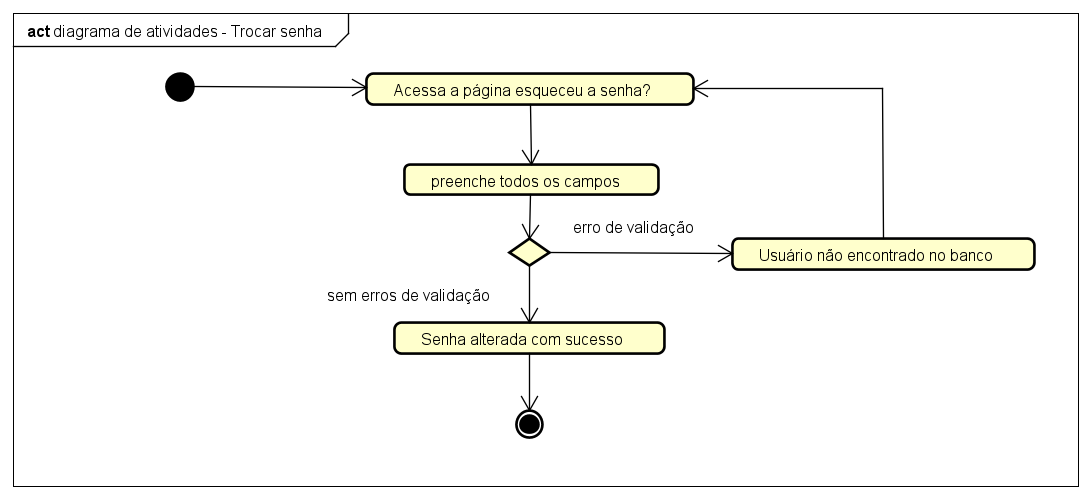 act diagrama de atividades - Trocar senha
Acessa a página esqueceu a senha?
preenche todos os campos
erro de validação
Usuário não encontrado no banco
sem erros de validação
Senha alterada com sucesso